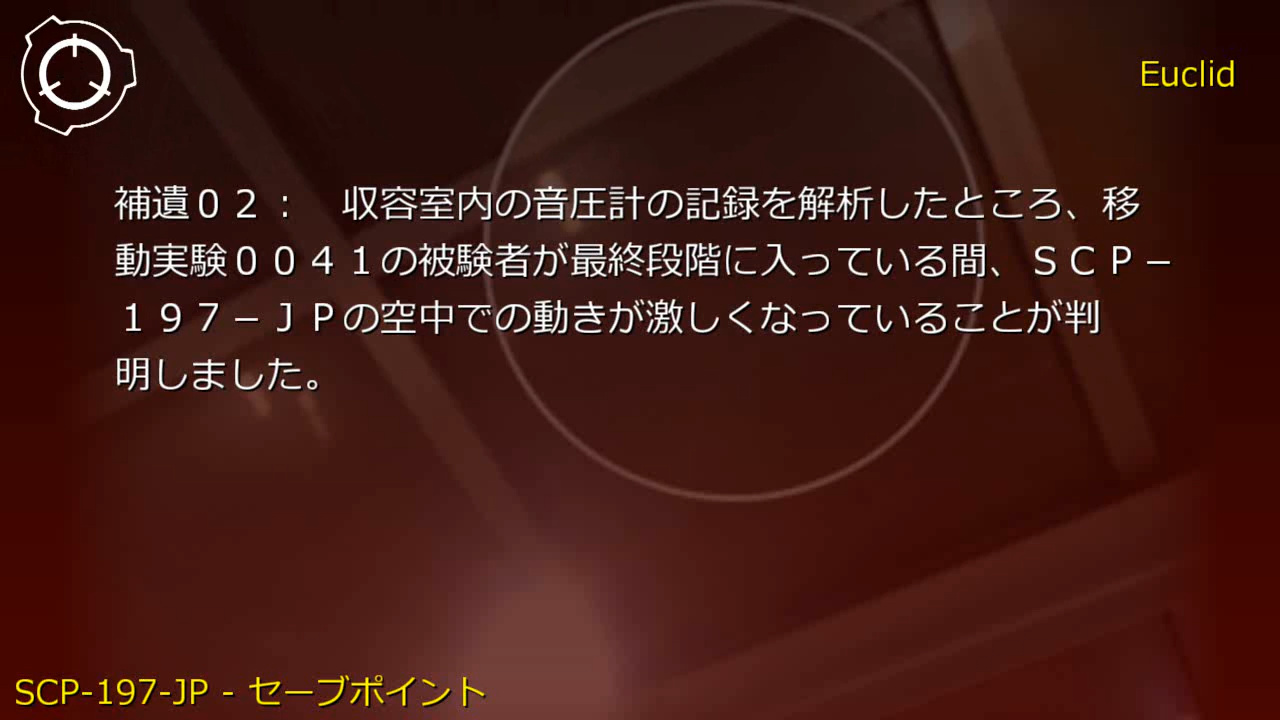 Euclid
補遺０２：　収容室内の音圧計の記録を解析したところ、移
動実験００４１の被験者が最終段階に入っている間、ＳＣＰ－
１９７－ＪＰの空中での動きが激しくなっていることが判
明しました。
SCP-197-JP - セーブポイント